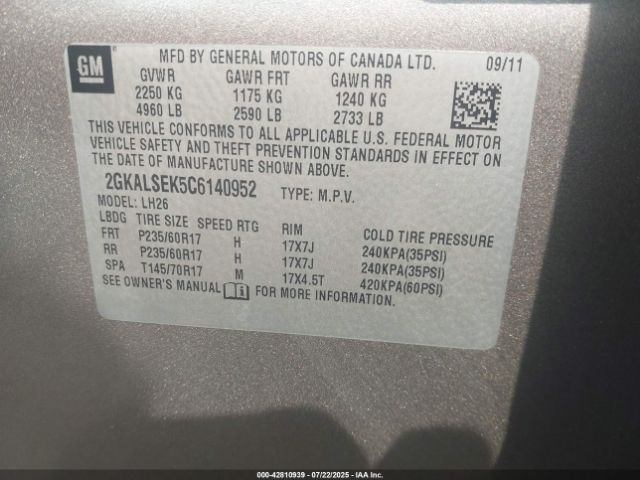 GM
MFD BY GENERAL MOTORS OF CANADA LTD. 09/11
GVWR GAWR FRT GAWR RR
2250 KG 1175 KG 1240 KG
4960 LB 2590 LB 2733 LB
THIS VEHICLE CONFORMS TO ALL APPLICABLE U.S. FEDERAL MOTOR
VEHICLE SAFETY AND THEFT PREVENTION STANDARDS IN EFFECT ON
THE DATE OF MANUFACTURE SHOWN ABOVE.
2GKALSEK5C6140952 TYPE: M.P.V.
MODEL: LH26
LBDG TIRE SIZE SPEED RTG RIM COLD TIRE PRESSURE
FRT P235/60R17 H 17X7J 240KPA(35PSI)
RR P235/60R17 H 17X7J 240KPA(35PSI)
SPA T145/70R17 M 17X4.5T 420KPA(60PSI)
SEE OWNER'S MANUAL FOR MORE INFORMATION.
000-42810939 - 07/22/2025 - IAAI.COM